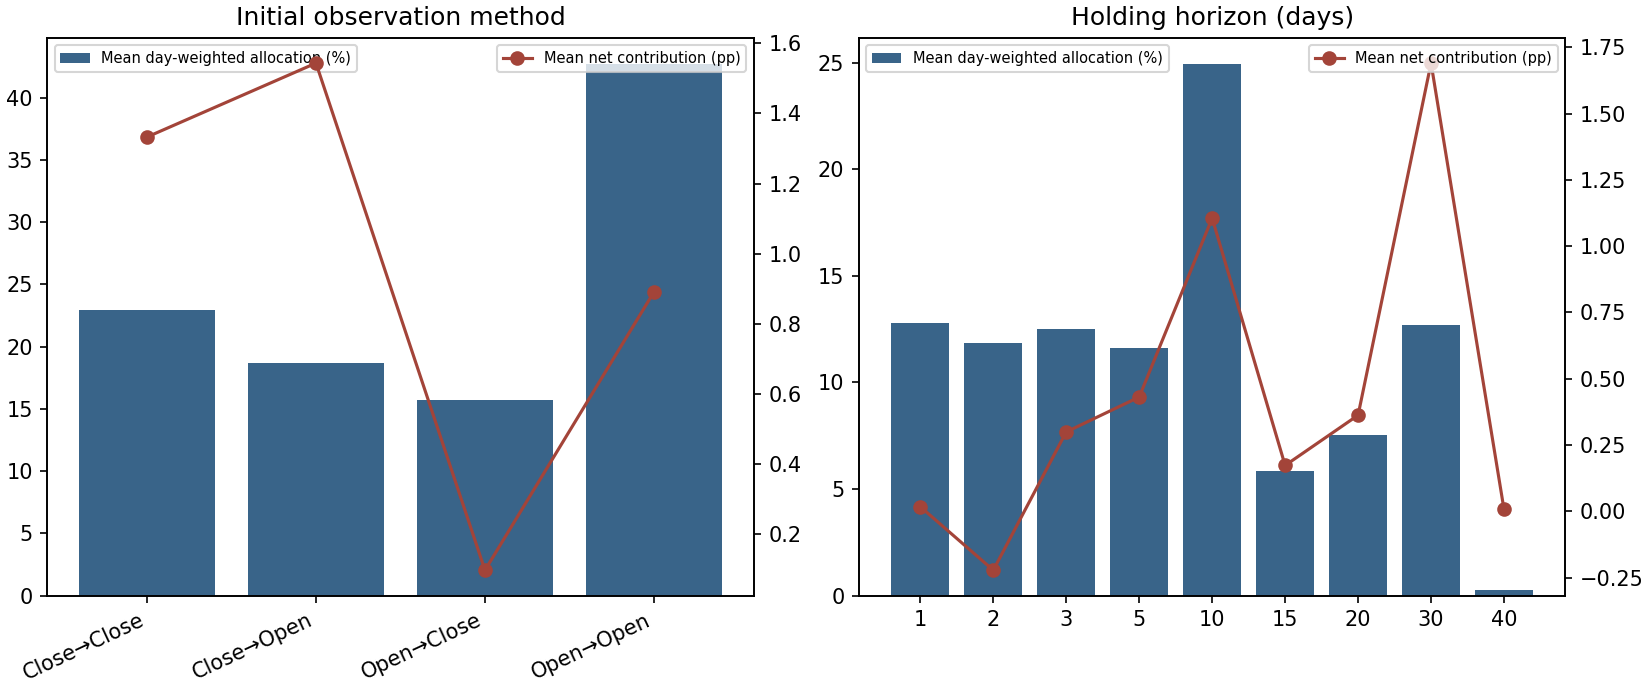 Initial observation method
Mean day-weighted allocation (%)
Mean net contribution (pp)
40
35
30
25
20
15
10
5
0
1.6
1.4
1.2
1.0
0.8
0.6
0.4
0.2
Close→Close
Close→Open
Open→Close
Open→Open
Holding horizon (days)
Mean day-weighted allocation (%)
Mean net contribution (pp)
25
20
15
10
5
0
1.75
1.50
1.25
1.00
0.75
0.50
0.25
0.00
−0.25
1 2 3 5 10 15 20 30 40